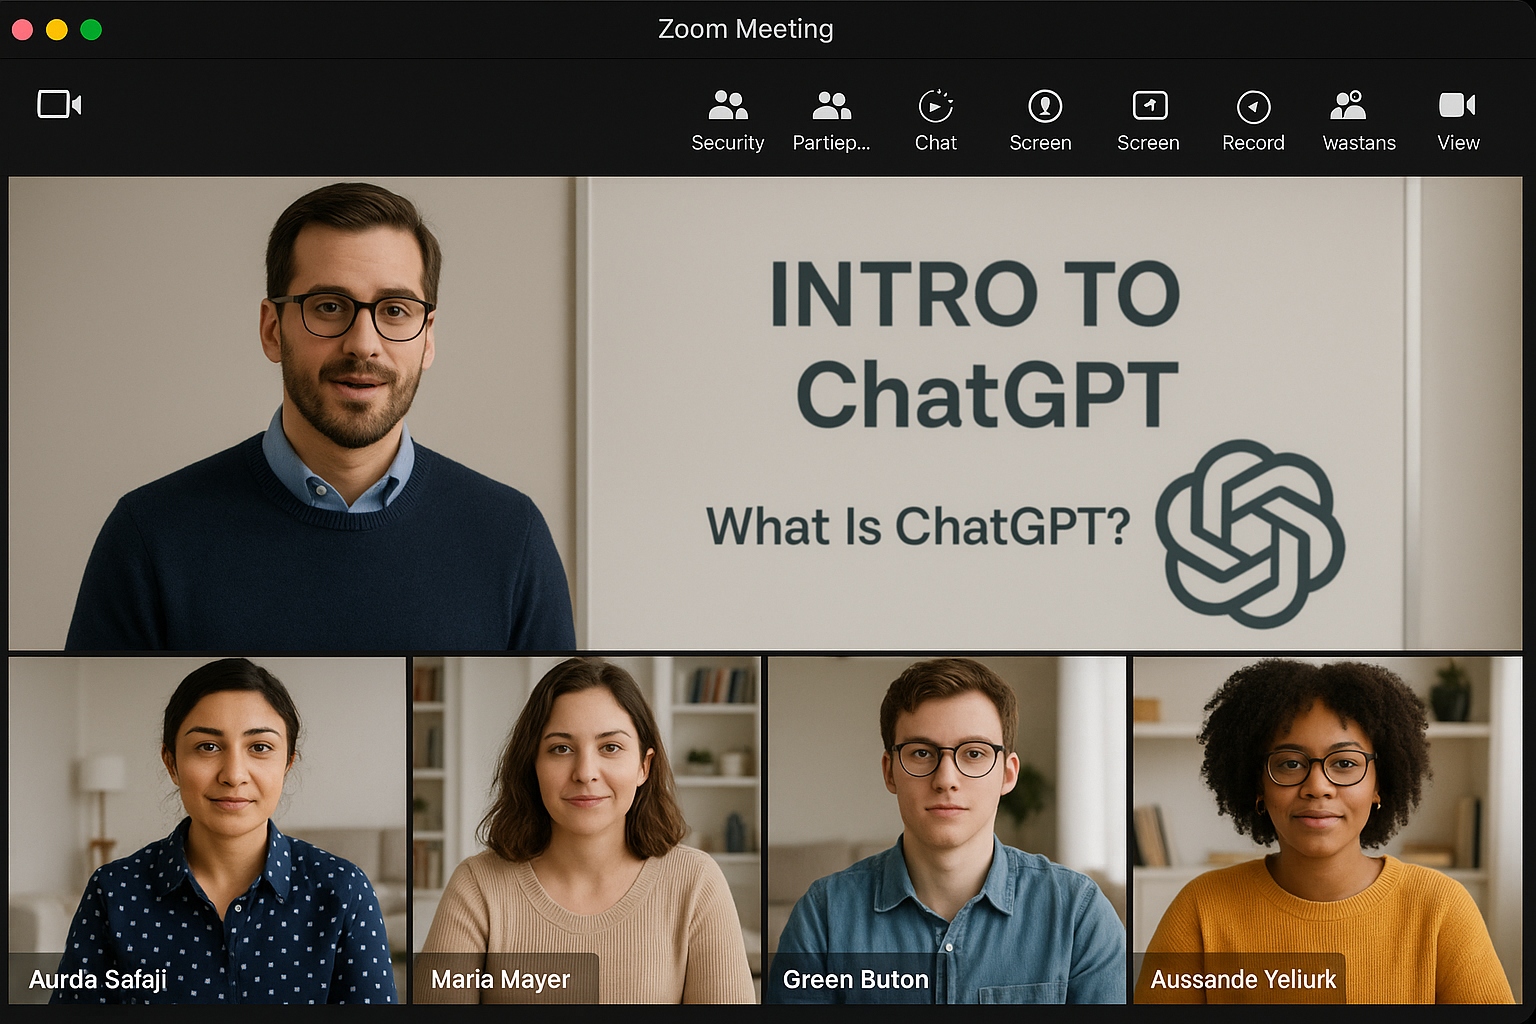 Zoom Meeting
Security Partiep... Chat Screen Screen Record wastans View
INTRO TO
ChatGPT
What Is ChatGPT?
Aurda Safaji Maria Mayer Green Buton Aussande Yeliurk